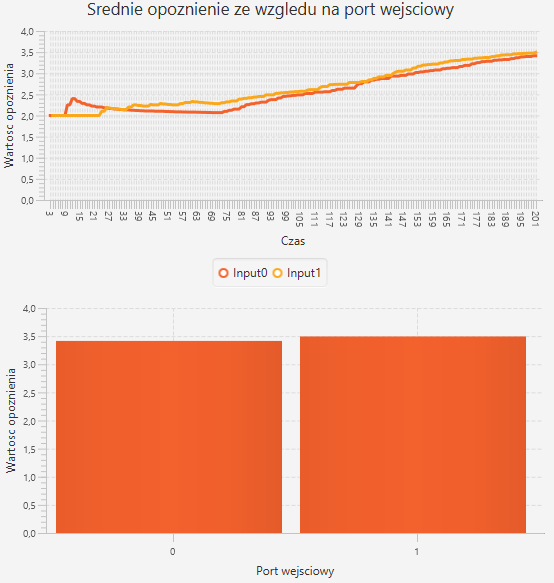 Srednie opoznienie ze wzgledu na port wejsciowy
4,0
3,5
3,0
2,5
2,0
1,5
1,0
0,5
0,0
Wartosc opoznienia
3 9 15 21 27 33 39 45 51 57 63 69 75 81 87 93 99 105 111 117 123 129 135 141 147 153 159 165 171 177 183 189 195 201
Czas
Input0 Input1
4,0
3,5
3,0
2,5
2,0
1,5
1,0
0,5
0,0
Wartosc opoznienia
0 1
Port wejsciowy